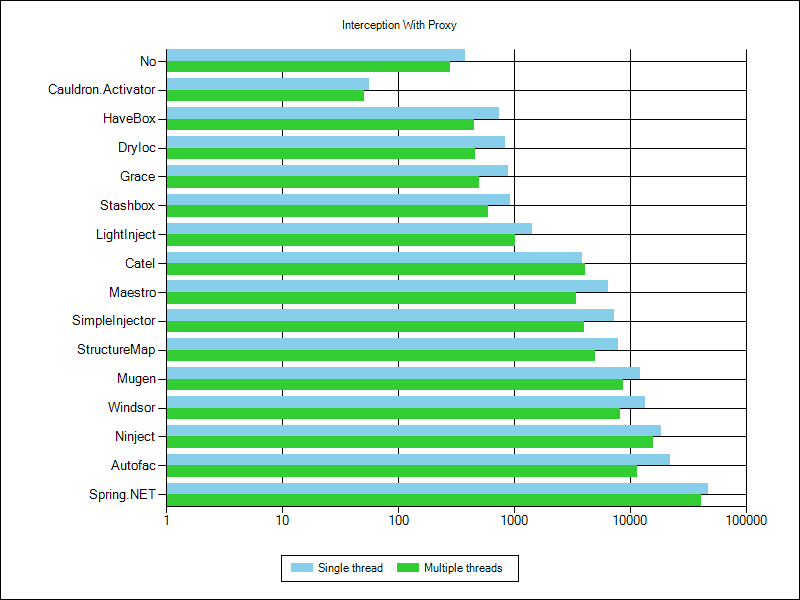 Interception With Proxy
No
Cauldron.Activator
HaveBox
DryIoc
Grace
Stashbox
LightInject
Catel
Maestro
SimpleInjector
StructureMap
Mugen
Windsor
Ninject
Autofac
Spring.NET
1 10 100 1000 10000 100000
Single thread Multiple threads